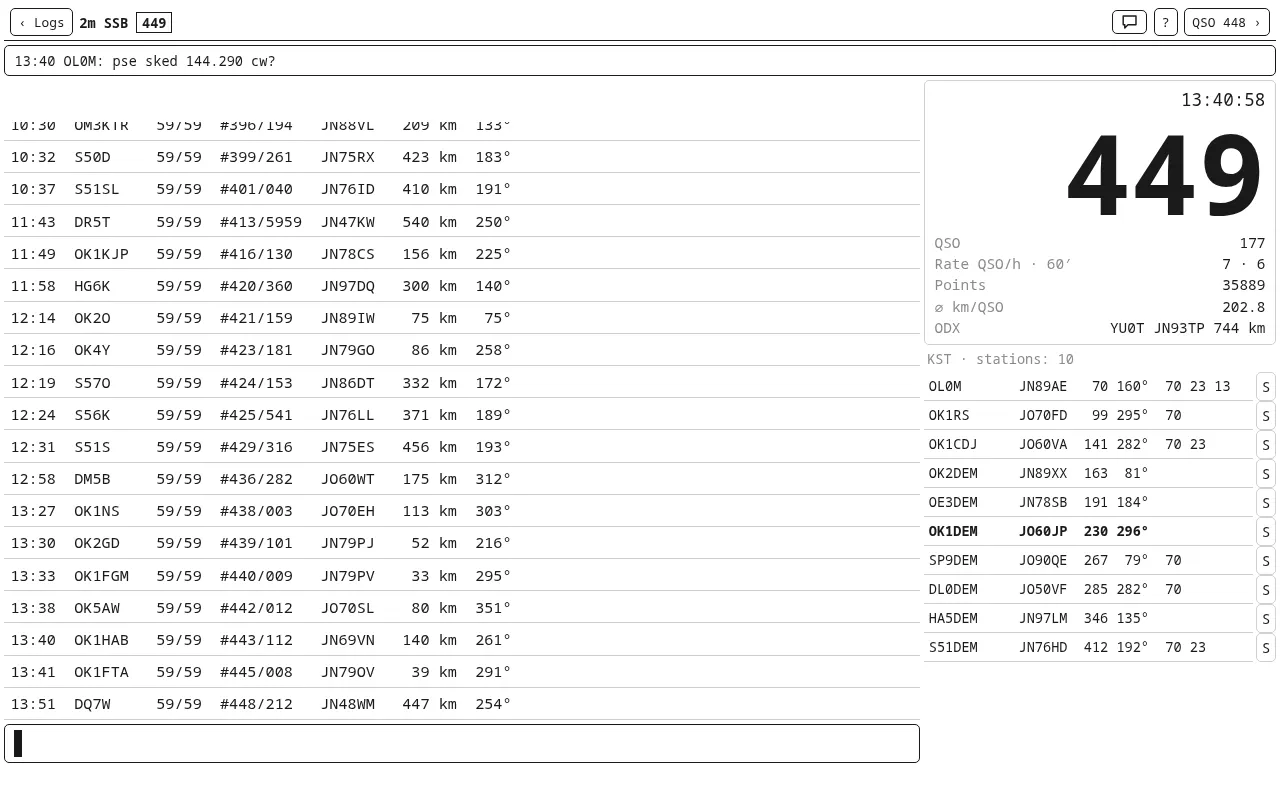 ‹ Logs 2m SSB 449 ? QSO 448 ›
13:40 OL0M: pse sked 144.290 cw?
10:30 OM3KTR 59/59 #396/194 JN88VL 209 km 133°
10:32 S50D 59/59 #399/261 JN75RX 423 km 183°
10:37 S51SL 59/59 #401/040 JN76ID 410 km 191°
11:43 DR5T 59/59 #413/5959 JN47KW 540 km 250°
11:49 OK1KJP 59/59 #416/130 JN78CS 156 km 225°
11:58 HG6K 59/59 #420/360 JN97DQ 300 km 140°
12:14 OK2O 59/59 #421/159 JN89IW 75 km 75°
12:16 OK4Y 59/59 #423/181 JN79GO 86 km 258°
12:19 S57O 59/59 #424/153 JN86DT 332 km 172°
12:24 S56K 59/59 #425/541 JN76LL 371 km 189°
12:31 S51S 59/59 #429/316 JN75ES 456 km 193°
12:58 DM5B 59/59 #436/282 JO60WT 175 km 312°
13:27 OK1NS 59/59 #438/003 JO70EH 113 km 303°
13:30 OK2GD 59/59 #439/101 JN79PJ 52 km 216°
13:33 OK1FGM 59/59 #440/009 JN79PV 33 km 295°
13:38 OK5AW 59/59 #442/012 JO70SL 80 km 351°
13:40 OK1HAB 59/59 #443/112 JN69VN 140 km 261°
13:41 OK1FTA 59/59 #445/008 JN79OV 39 km 291°
13:51 DQ7W 59/59 #448/212 JN48WM 447 km 254°
13:40:58
449
QSO 177
Rate QSO/h · 60′ 7 · 6
Points 35889
⌀ km/QSO 202.8
ODX YU0T JN93TP 744 km
KST · stations: 10
OL0M JN89AE 70 160° 70 23 13 S
OK1RS JO70FD 99 295° 70 S
OK1CDJ JO60VA 141 282° 70 23 S
OK2DEM JN89XX 163 81° S
OE3DEM JN78SB 191 184° S
OK1DEM JO60JP 230 296° S
SP9DEM JO90QE 267 79° 70 S
DL0DEM JO50VF 285 282° 70 S
HA5DEM JN97LM 346 135° S
S51DEM JN76HD 412 192° 70 23 S